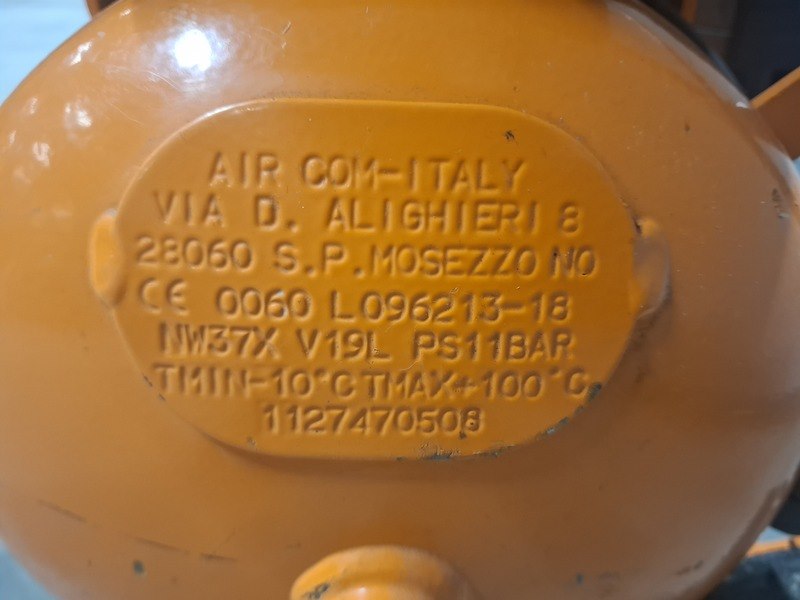 AIR COM-ITALY
VIA D. ALIGHIERI 8
28060 S.P.MOSEZZO NO
CE 0060 L096213-18
NW37X V19L PS11BAR
TMIN-10°CTMAX+100°C
1127470508